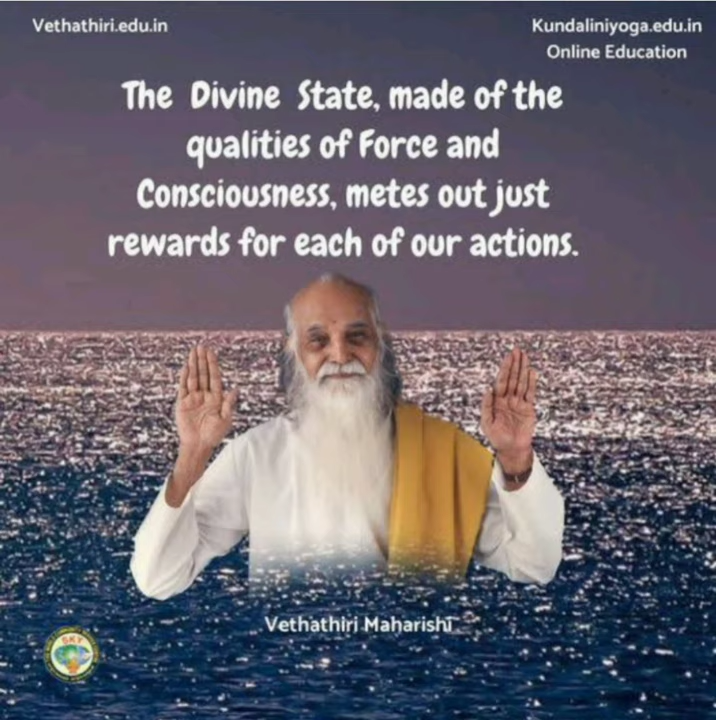 Vethathiri.edu.in
Kundaliniyoga.edu.in
Online Education
The Divine State, made of the
qualities of Force and
Consciousness, metes out just
rewards for each of our actions.
Vethathiri Maharishi
SKY